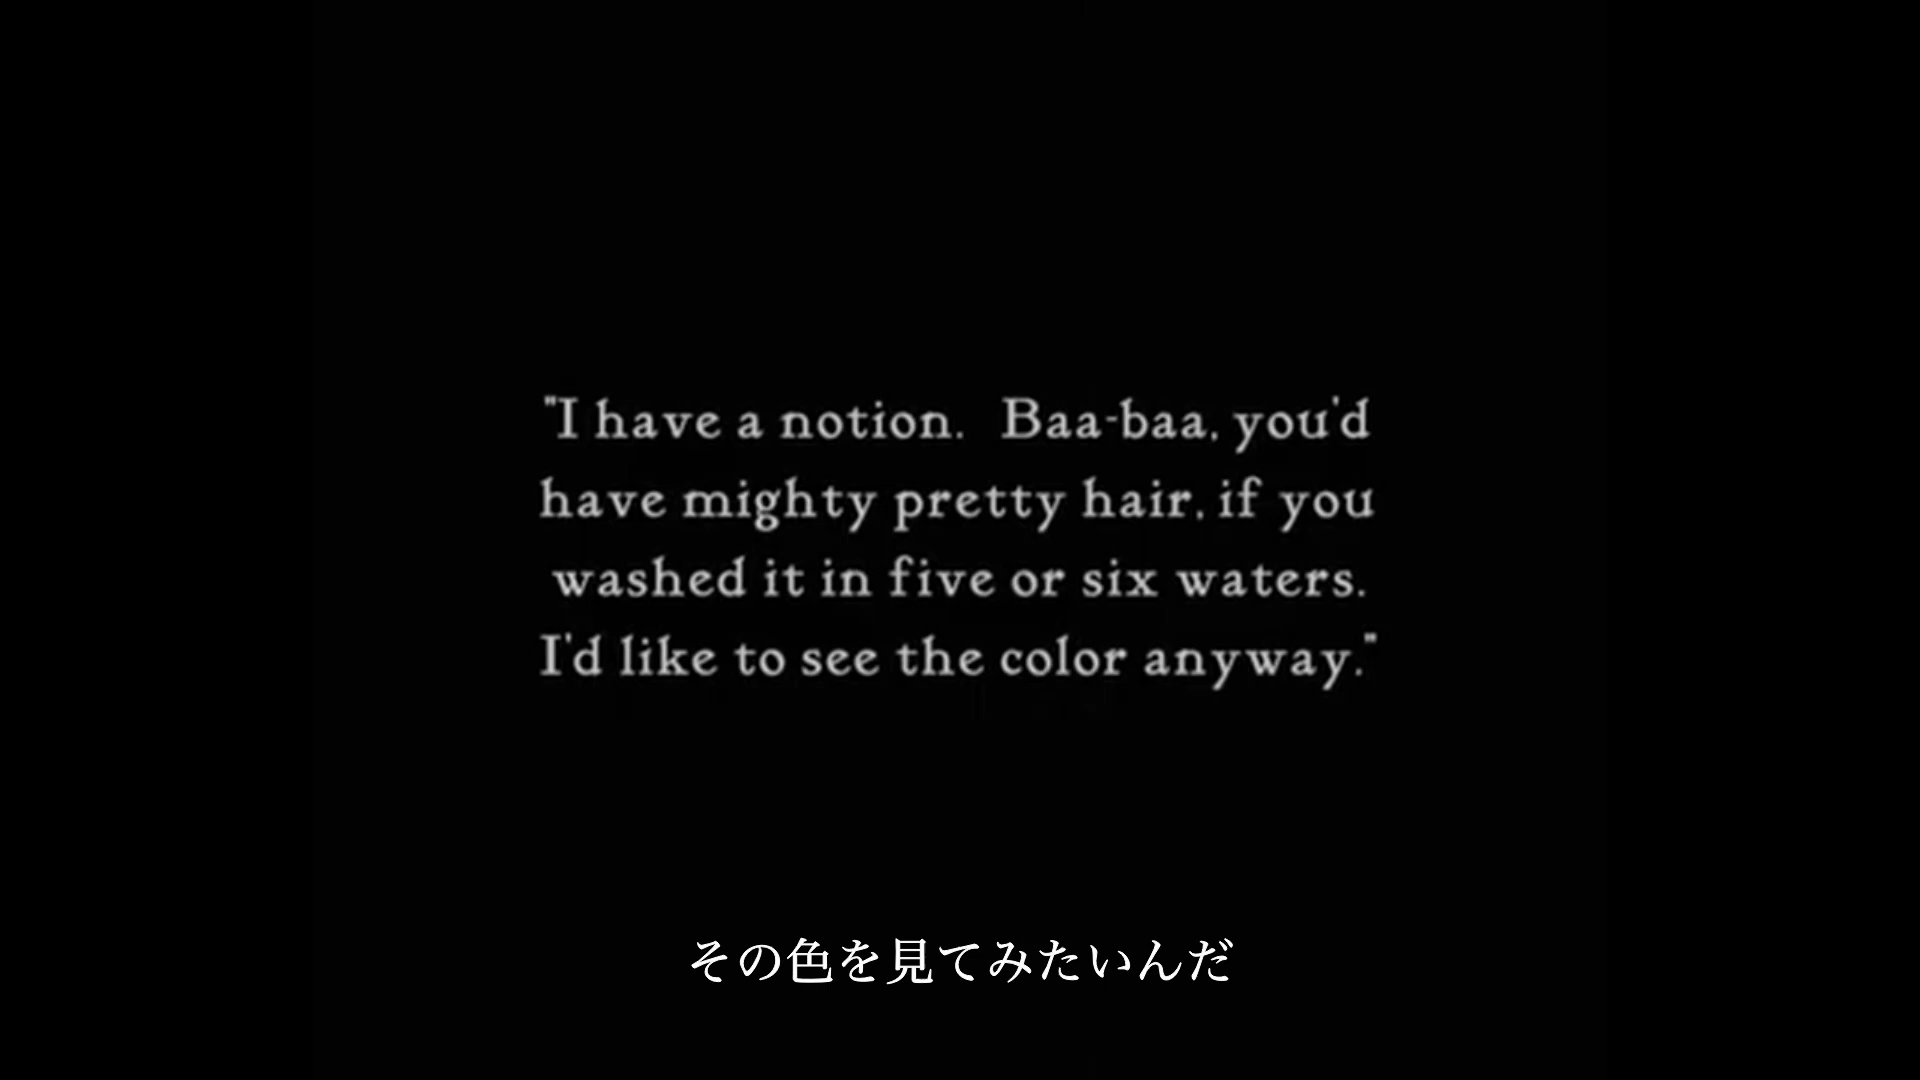 "I have a notion.  Baa-baa, you'd
have mighty pretty hair, if you
washed it in five or six waters.
I'd like to see the color anyway."
その色を見てみたいんだ